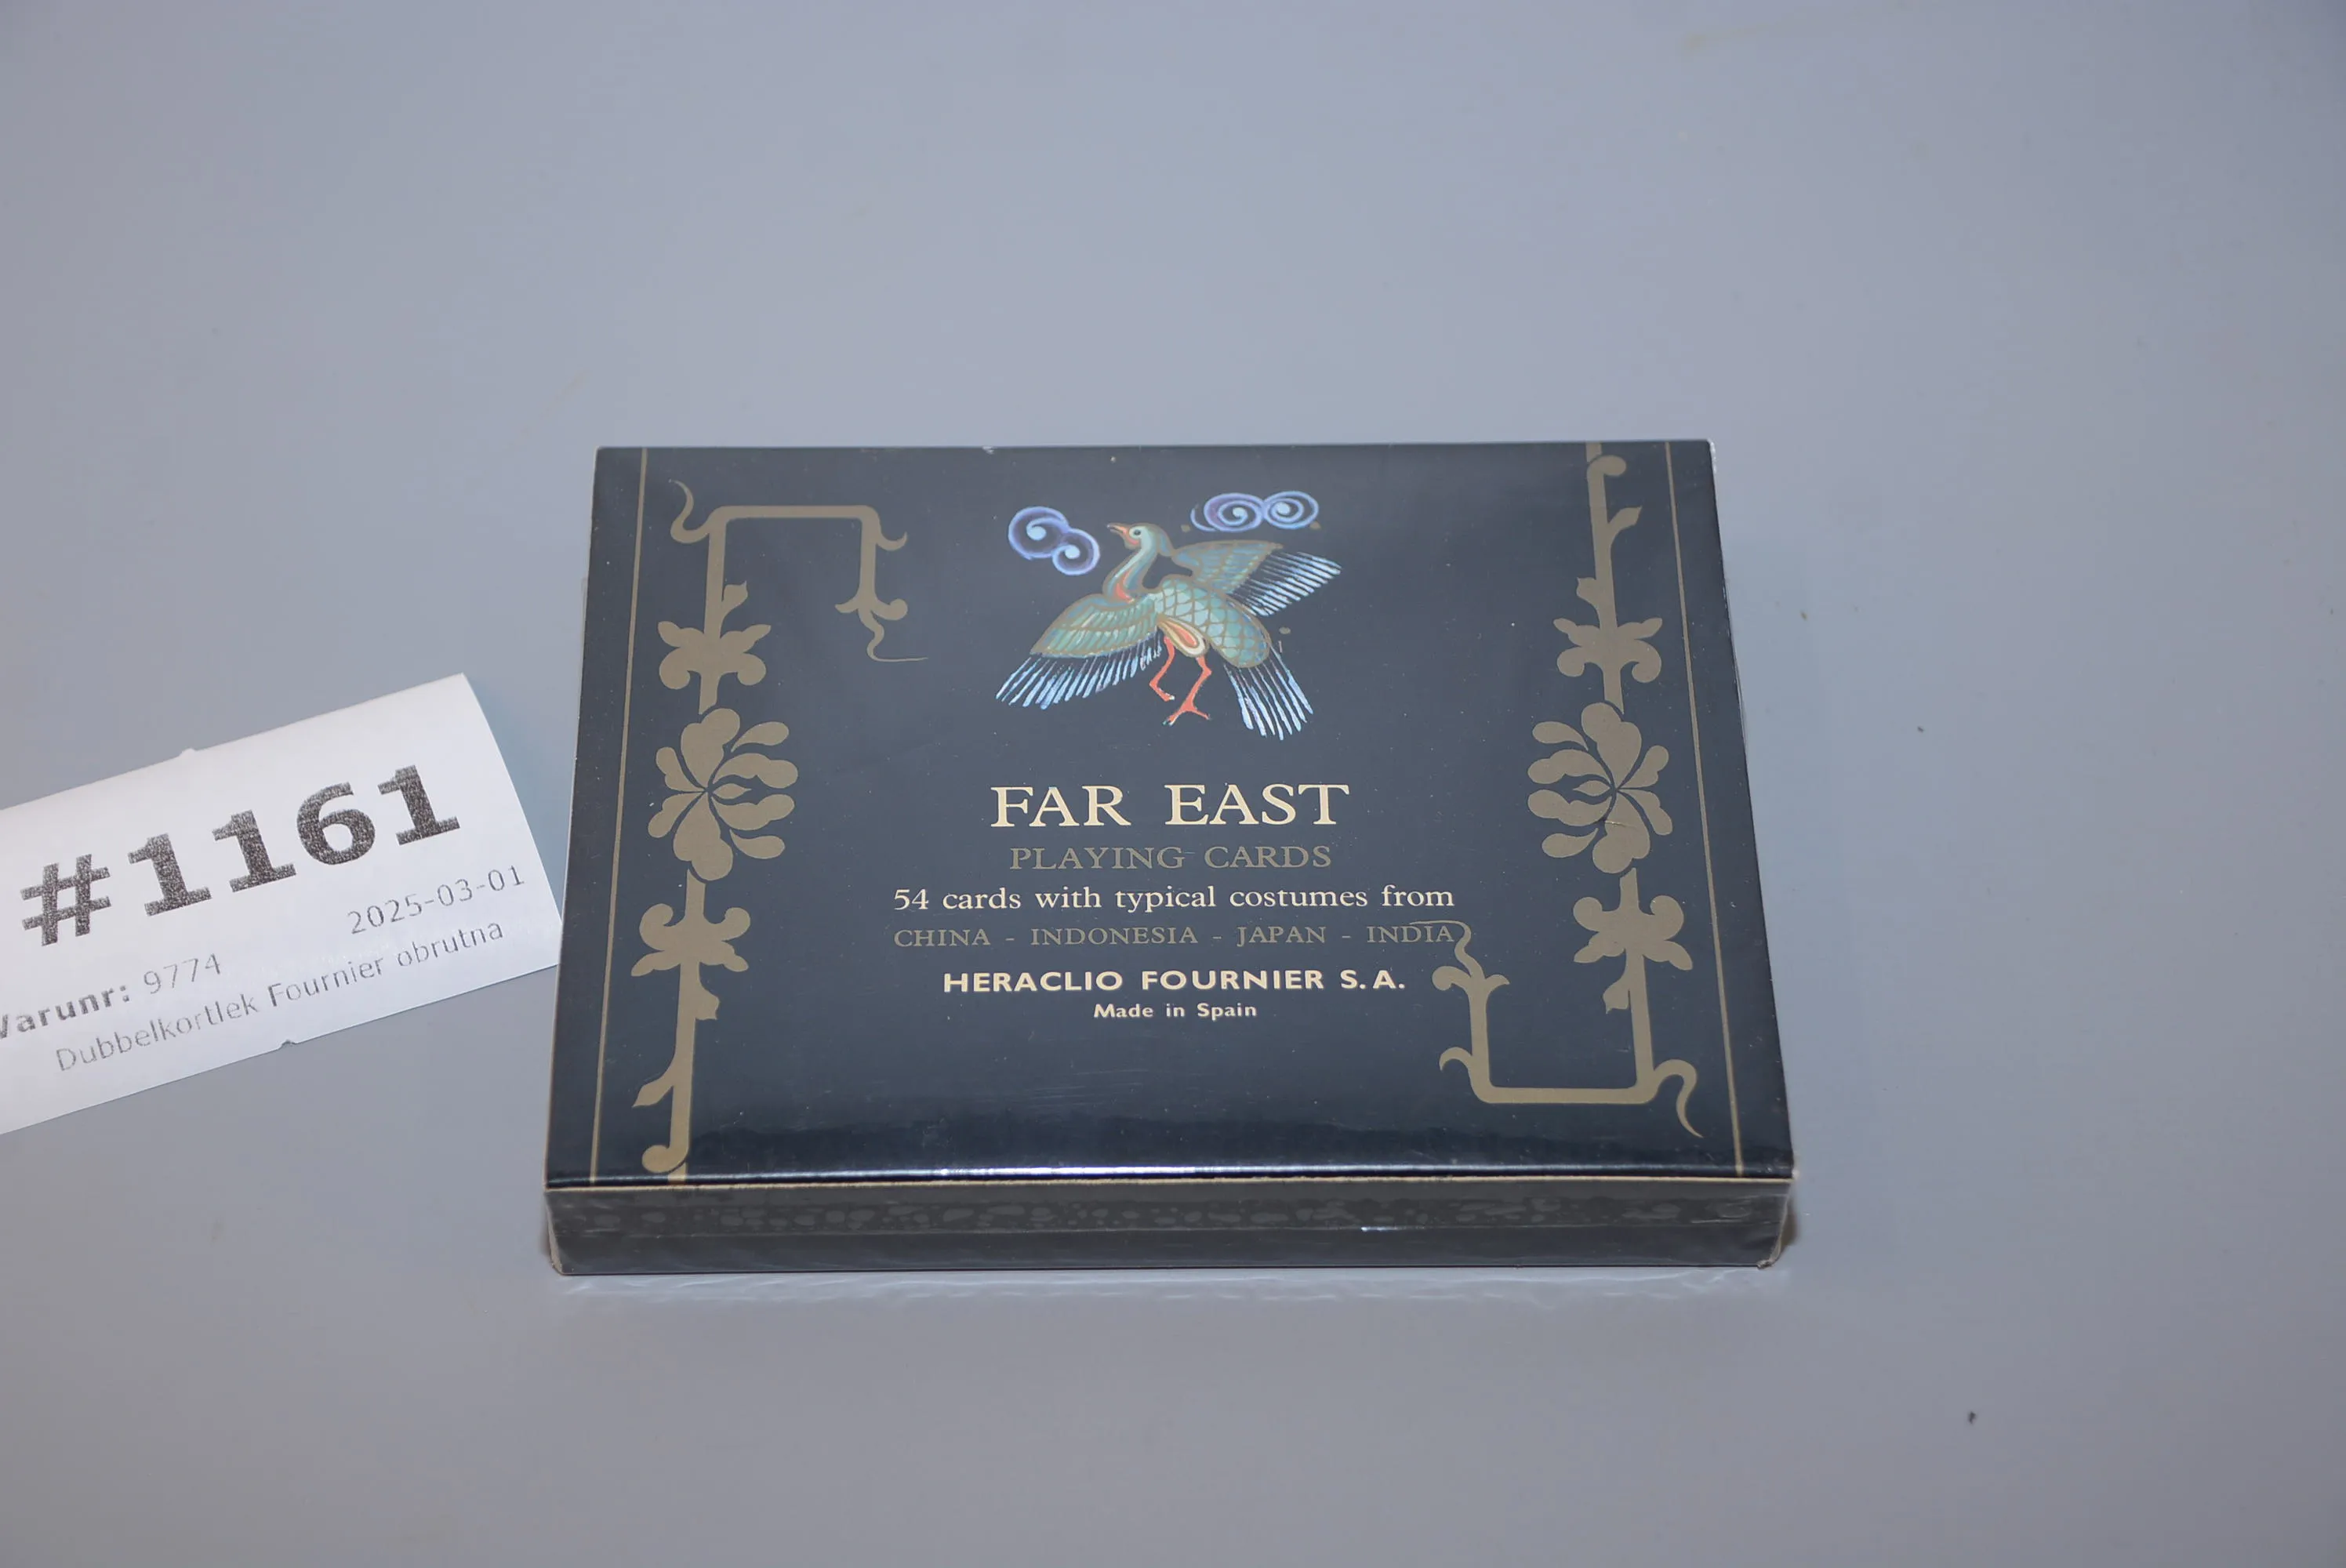 #1161
2025-03-01
Varunr: 9774
Dubbelkortlek Fournier obrutna
FAR EAST
PLAYING CARDS
54 cards with typical costumes from
CHINA - INDONESIA - JAPAN - INDIA
HERACLIO FOURNIER S.A.
Made in Spain